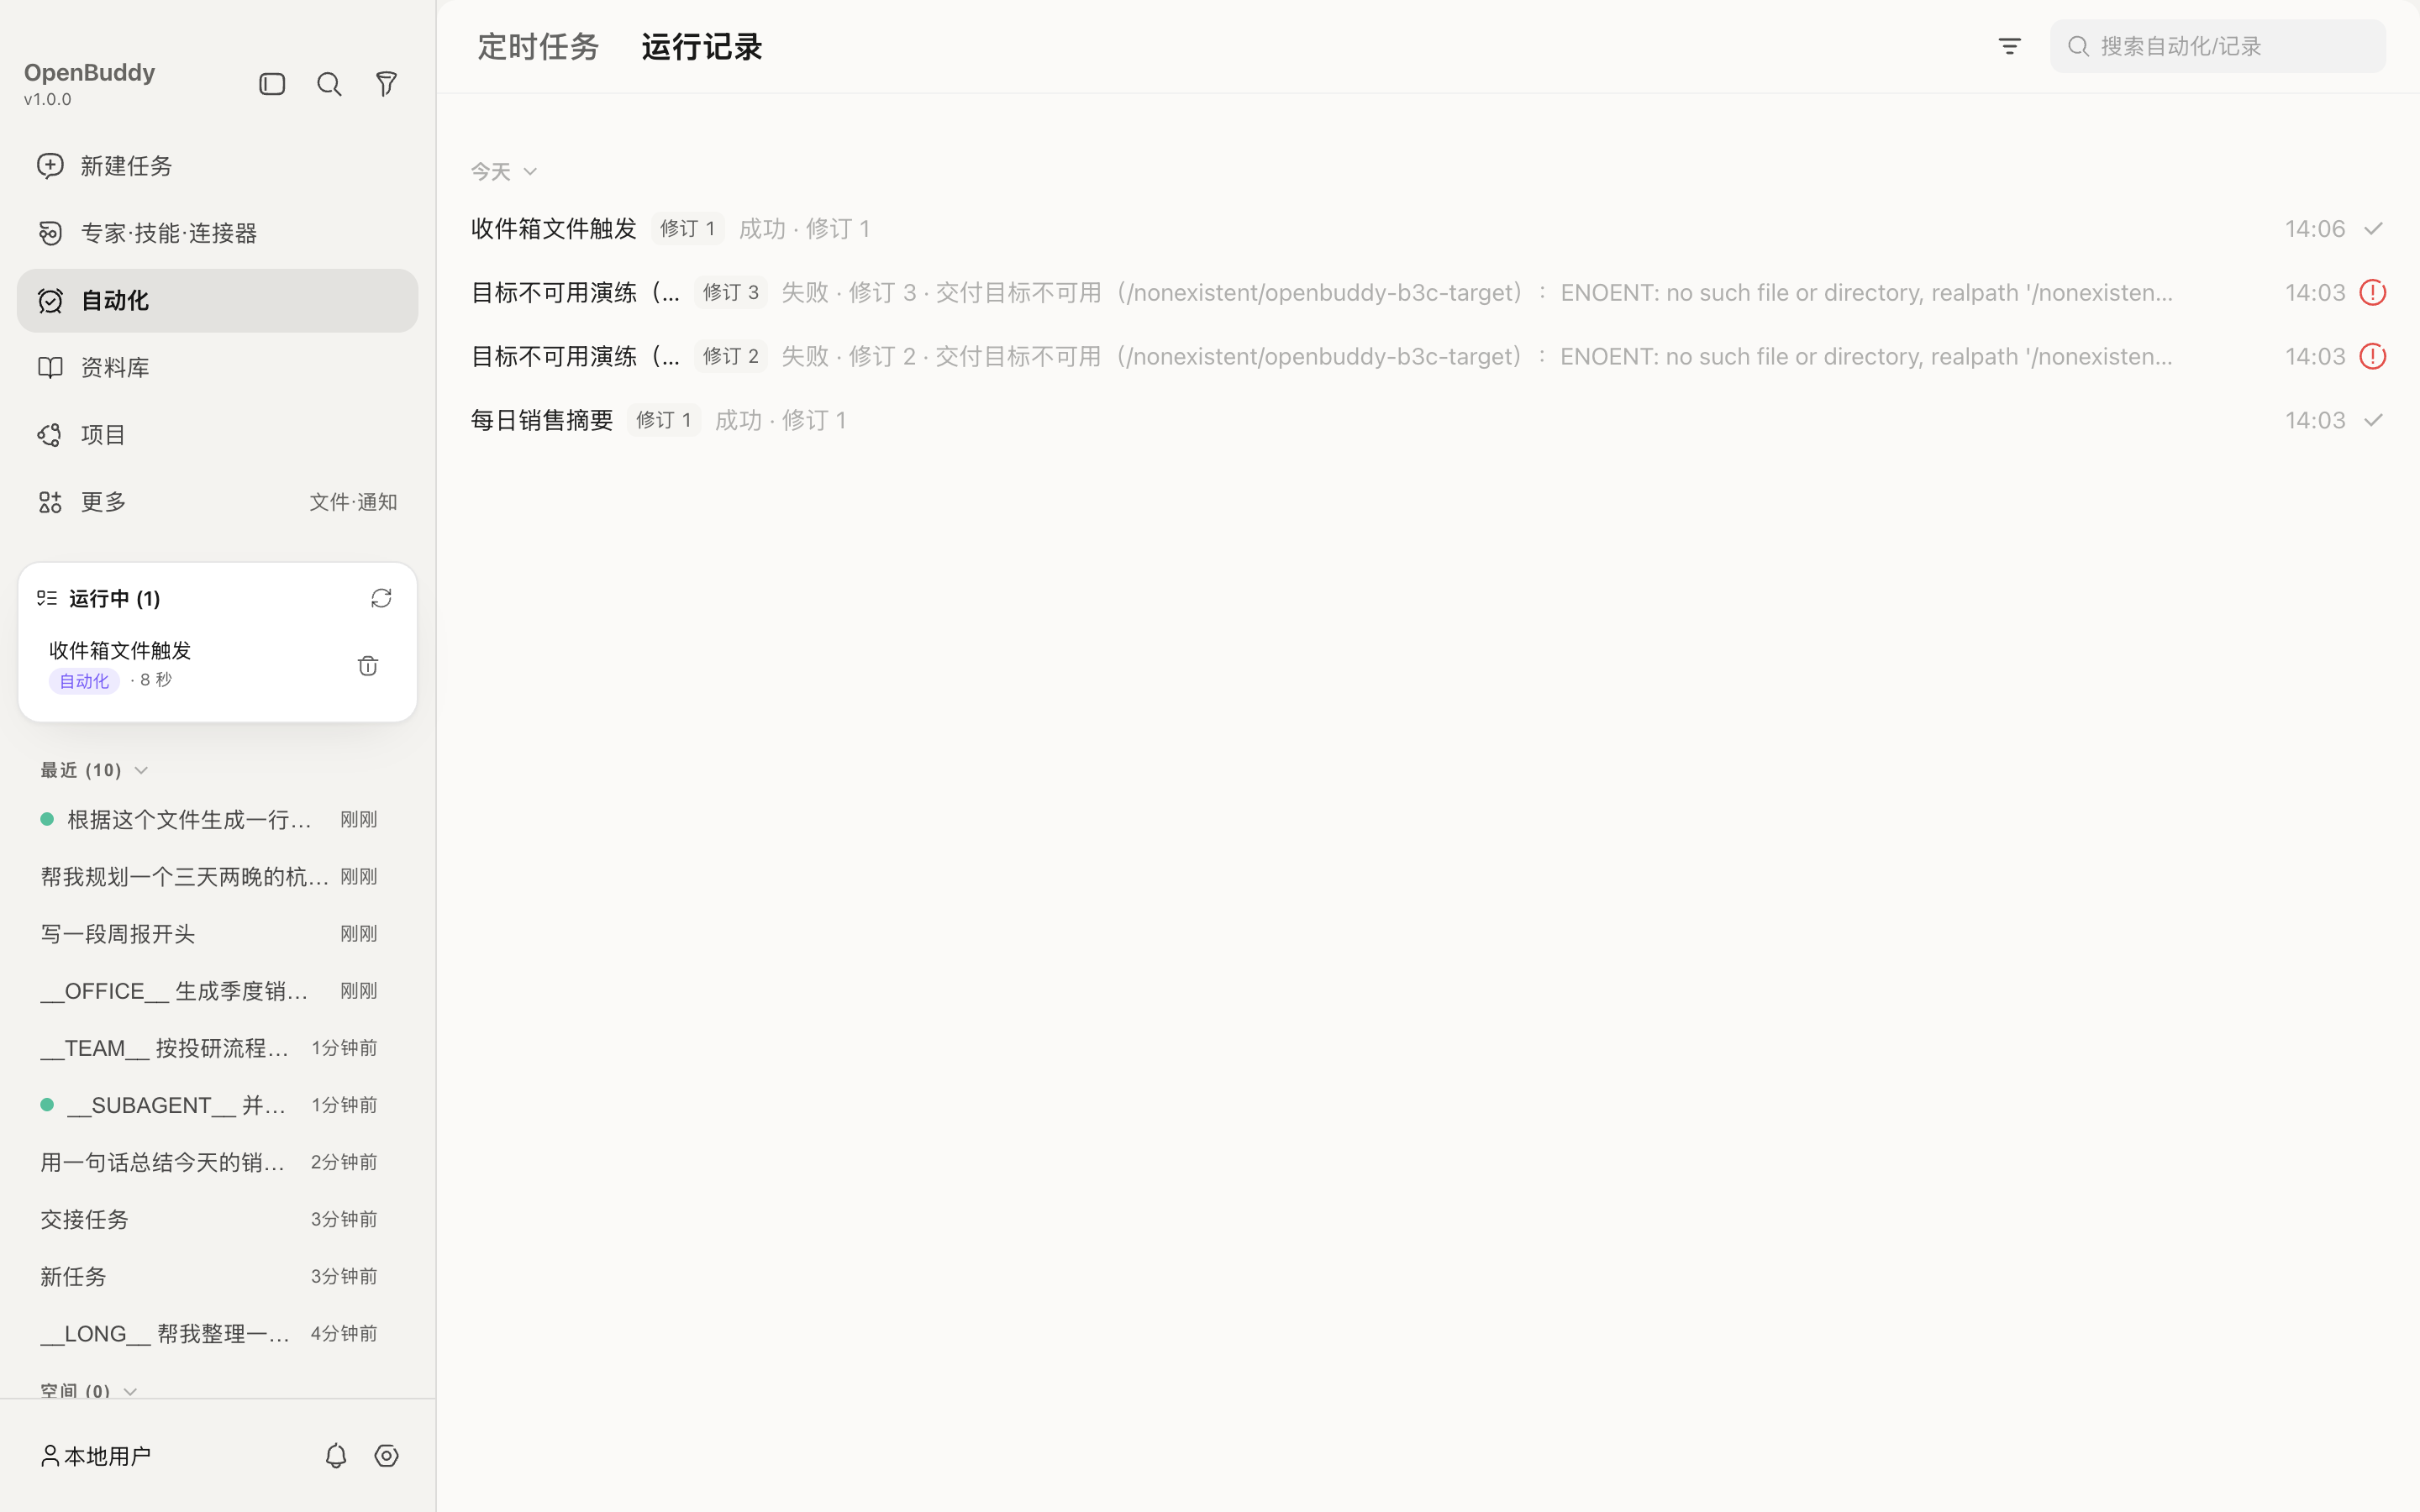 OpenBuddy
v1.0.0
新建任务
专家·技能·连接器
自动化
资料库
项目
更多 文件·通知
运行中 (1)
收件箱文件触发
自动化 · 8 秒
最近 (10)
根据这个文件生成一行… 刚刚
帮我规划一个三天两晚的杭… 刚刚
写一段周报开头 刚刚
__OFFICE__ 生成季度销… 刚刚
__TEAM__ 按投研流程… 1分钟前
__SUBAGENT__ 并… 1分钟前
用一句话总结今天的销… 2分钟前
交接任务 3分钟前
新任务 3分钟前
__LONG__ 帮我整理一… 4分钟前
空间 (0)
本地用户
定时任务 运行记录
搜索自动化/记录
今天
收件箱文件触发 修订 1 成功 · 修订 1 14:06
目标不可用演练（... 修订 3 失败 · 修订 3 · 交付目标不可用（/nonexistent/openbuddy-b3c-target）：ENOENT: no such file or directory, realpath '/nonexisten... 14:03
目标不可用演练（... 修订 2 失败 · 修订 2 · 交付目标不可用（/nonexistent/openbuddy-b3c-target）：ENOENT: no such file or directory, realpath '/nonexisten... 14:03
每日销售摘要 修订 1 成功 · 修订 1 14:03